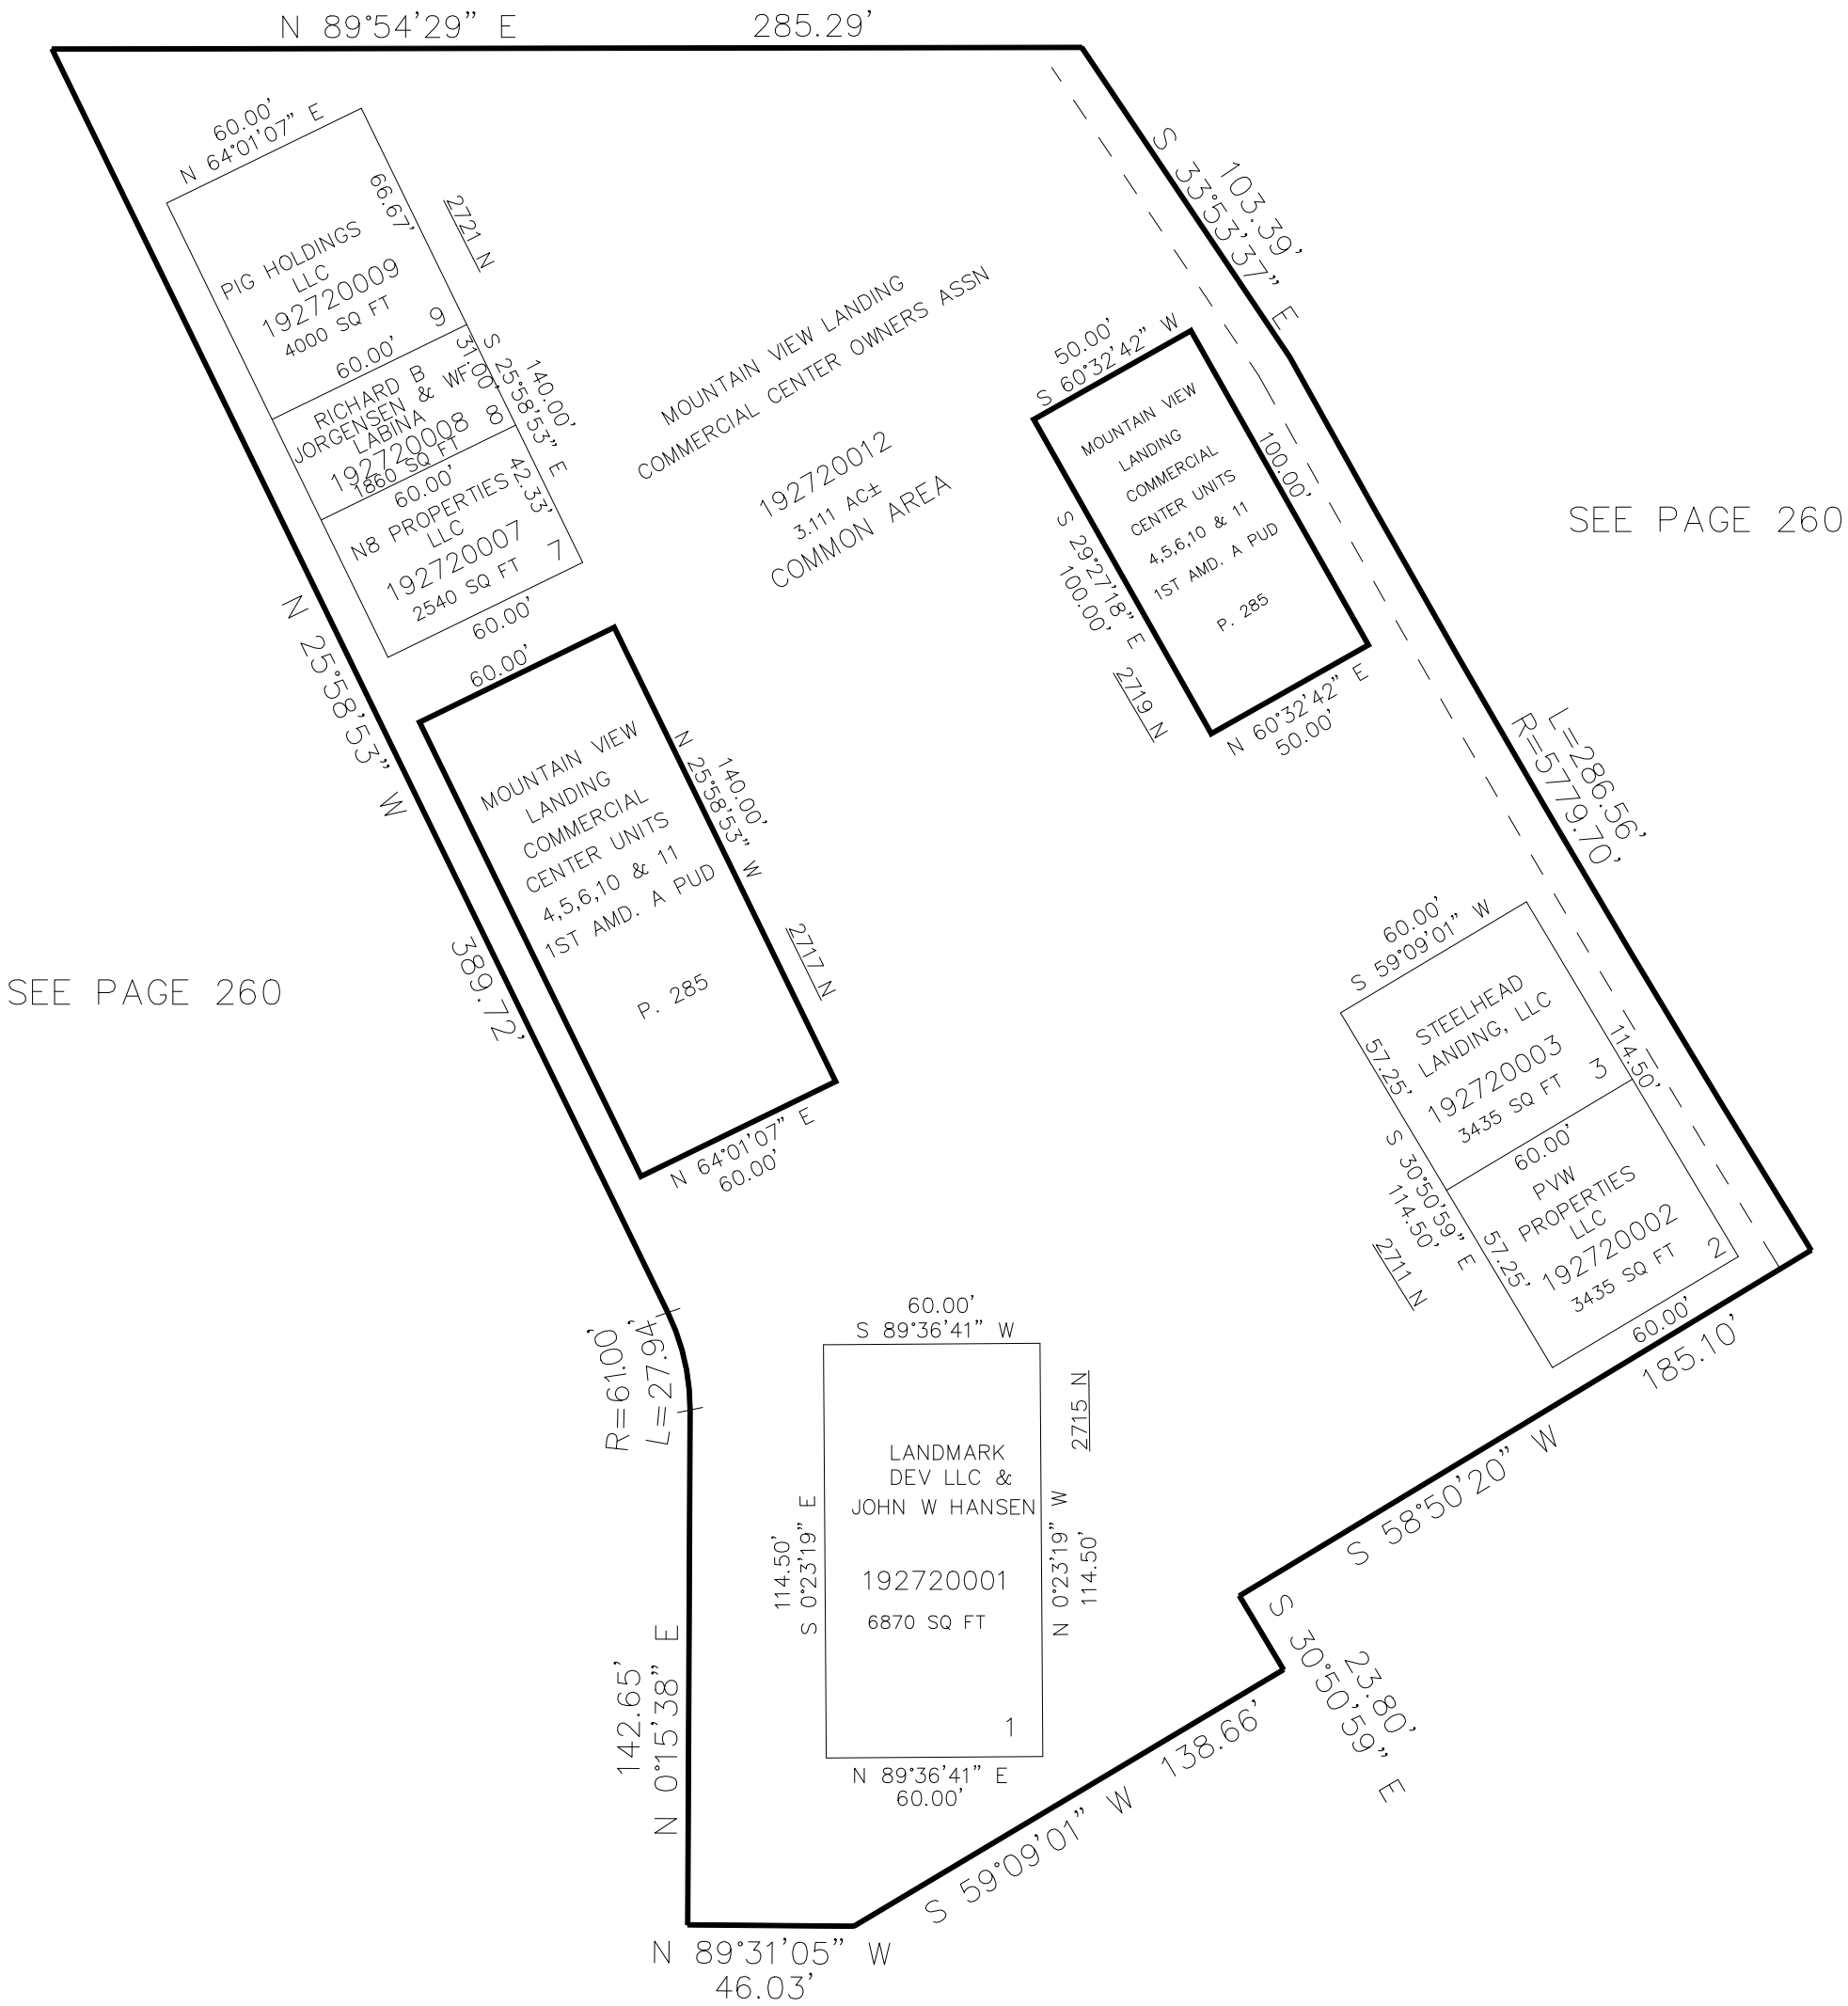 N 89°54'29" E 285.29'
60.00'
N 64°01'07" E
66.67'
2721 N
PIG HOLDINGS
LLC
192720009
4000 SQ FT
9
60.00'
31.00'
S 25°58'53" E
140.00'
RICHARD B
JORGENSEN & WF
LABINA
192720008
8
1860 SQ FT
60.00'
42.33'
N8 PROPERTIES
LLC
192720007
2540 SQ FT
7
60.00'
MOUNTAIN VIEW LANDING
COMMERCIAL CENTER OWNERS ASSN
192720012
3.111 AC±
COMMON AREA
S 33°53'37" E
103.39'
50.00'
S 60°32'42" W
MOUNTAIN VIEW
LANDING
COMMERCIAL
CENTER UNITS
4,5,6,10 & 11
1ST AMD. A PUD
P. 285
100.00'
S 29°27'18" E
100.00'
2719 N
N 60°32'42" E
50.00'
SEE PAGE 260
L=286.56'
R=5779.70'
N 25°58'53" W
389.72'
SEE PAGE 260
60.00'
MOUNTAIN VIEW
LANDING
COMMERCIAL
CENTER UNITS
4,5,6,10 & 11
1ST AMD. A PUD
P. 285
140.00'
N 25°58'53" W
2717 N
N 64°01'07" E
60.00'
60.00'
S 59°09'01" W
STEELHEAD
LANDING, LLC
192720003
3435 SQ FT
3
57.25'
114.50'
S 30°50'59" E
114.50'
2711 N
60.00'
PVW
PROPERTIES
LLC
192720002
3435 SQ FT
2
57.25'
60.00'
185.10'
S 58°50'20" W
R=61.00'
L=27.94'
60.00'
S 89°36'41" W
2715 N
LANDMARK
DEV LLC &
JOHN W HANSEN
192720001
6870 SQ FT
1
114.50'
S 0°23'19" E
N 0°23'19" W
114.50'
N 89°36'41" E
60.00'
142.65'
N 0°15'38" E
23.80'
S 30°50'59" E
138.66'
S 59°09'01" W
N 89°31'05" W
46.03'